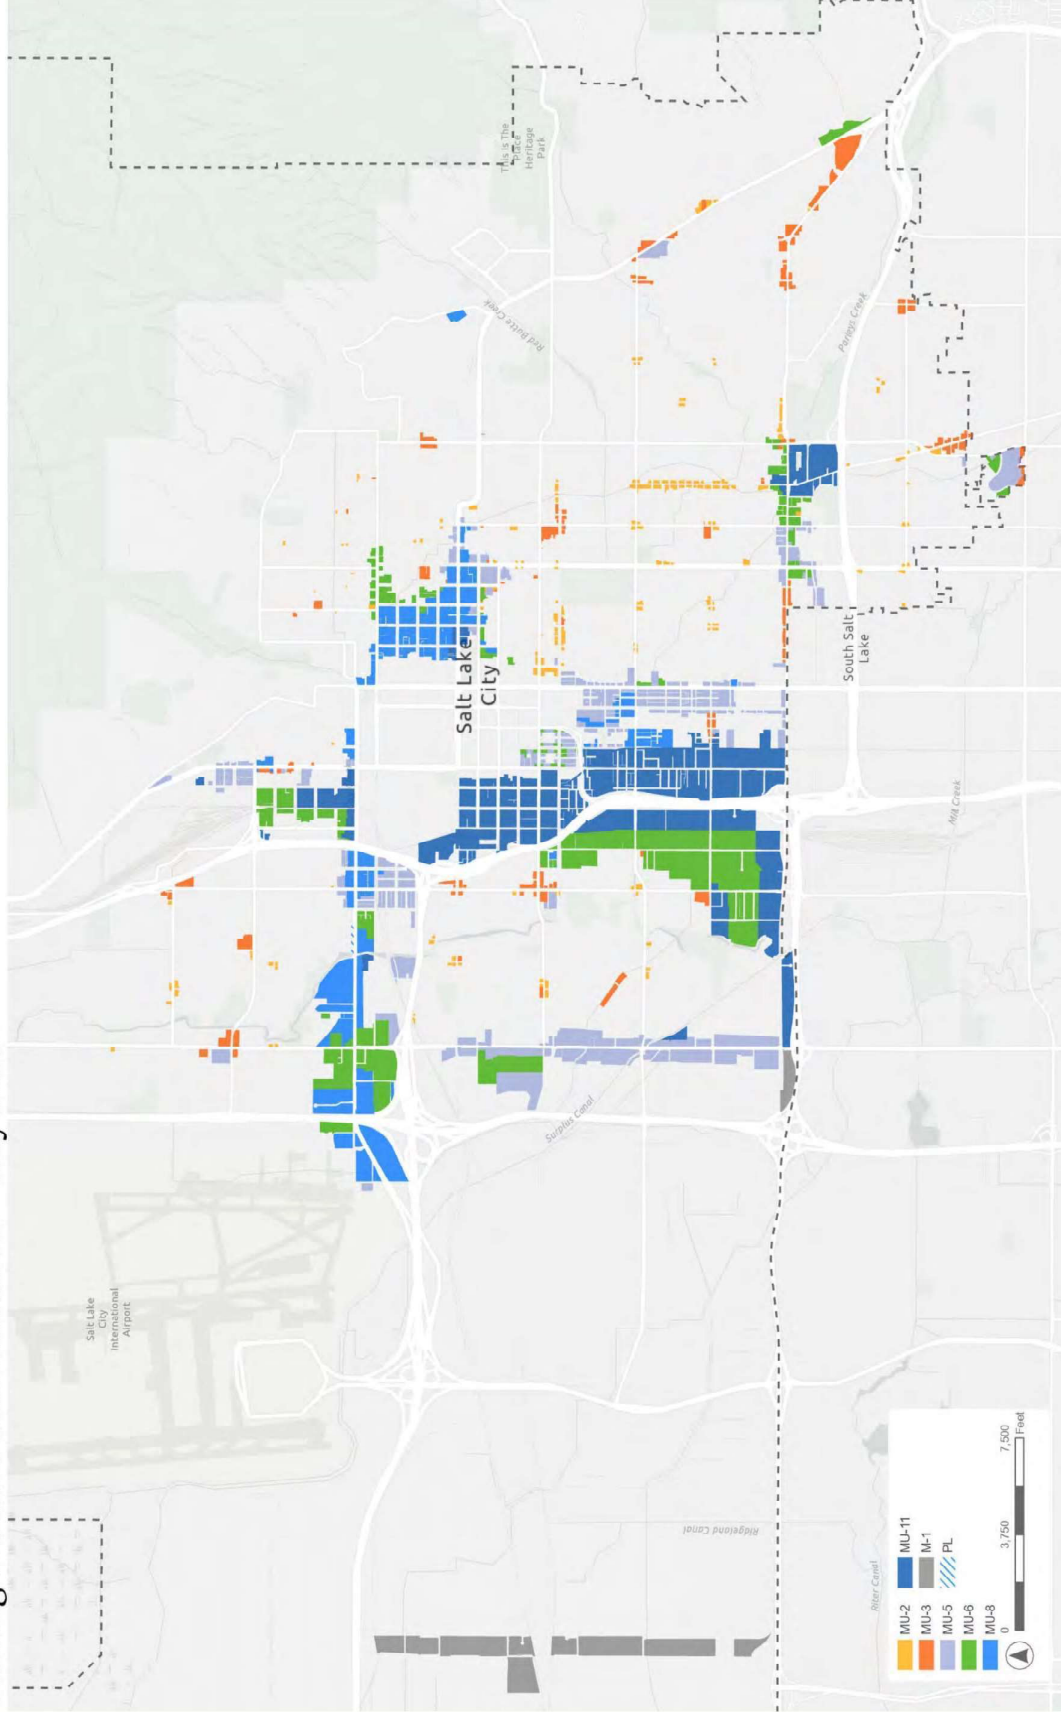 Salt Lake
City
International
Airport
This is The
Place
Heritage
Park
Red Butte Creek
Salt Lake
City
Parleys Creek
South Salt
Lake
Mill Creek
Surplus Canal
Ridgeland Canal
Riter Canal
MU-2
MU-3
MU-5
MU-6
MU-8
MU-11
M-1
PL
0 3,750 7,500
Feet